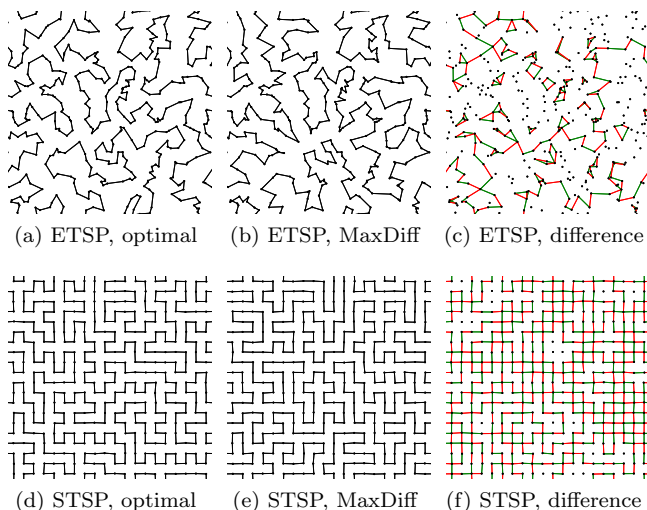 (a) ETSP, optimal (b) ETSP, MaxDiff (c) ETSP, difference
(d) STSP, optimal (e) STSP, MaxDiff (f) STSP, difference